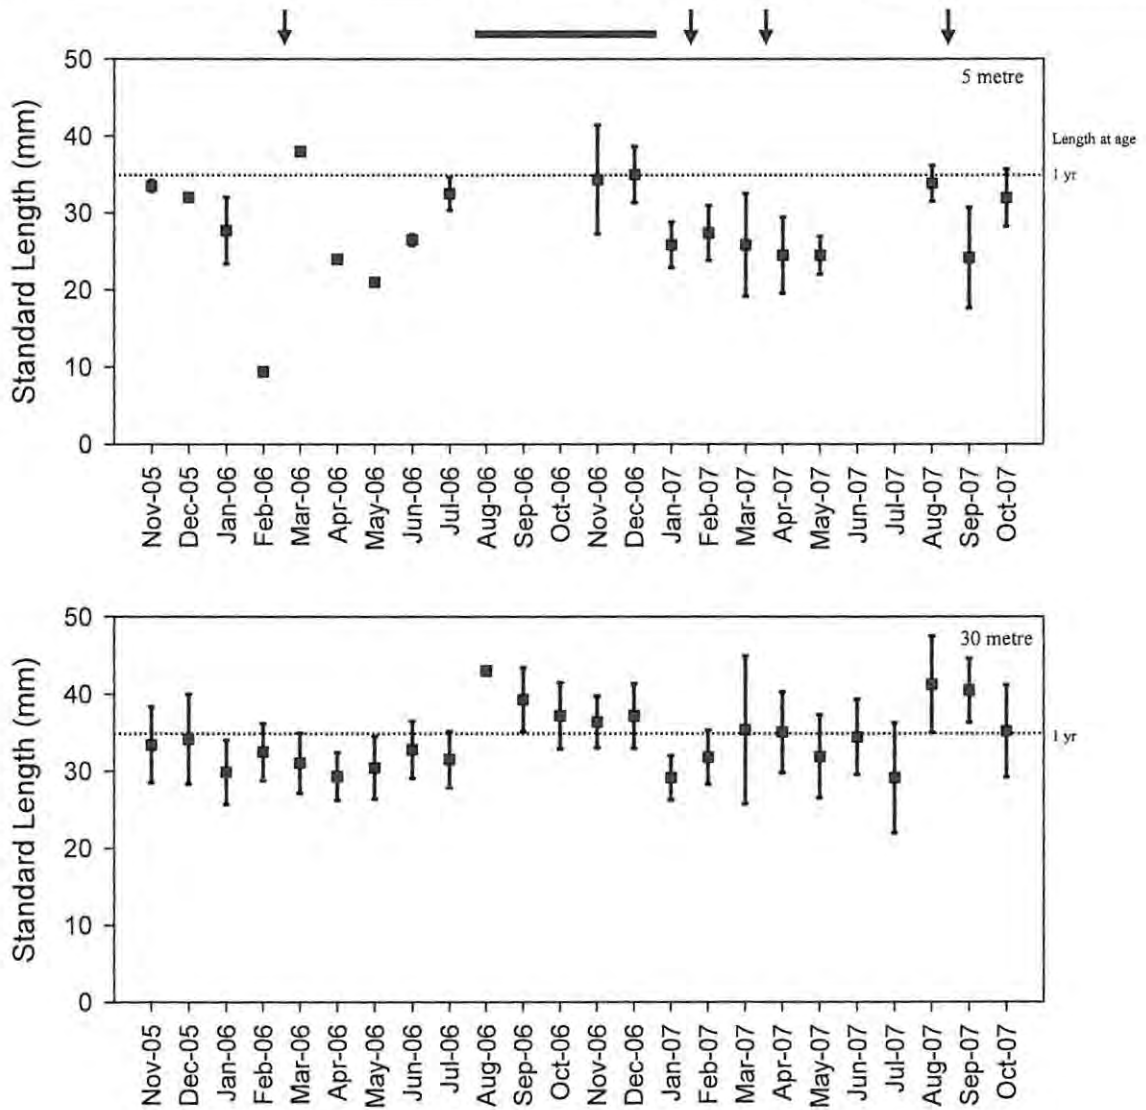 5 metre
Standard Length (mm)
50
40
30
20
10
0
Length at age
1 yr
Nov-05
Dec-05
Jan-06
Feb-06
Mar-06
Apr-06
May-06
Jun-06
Jul-06
Aug-06
Sep-06
Oct-06
Nov-06
Dec-06
Jan-07
Feb-07
Mar-07
Apr-07
May-07
Jun-07
Jul-07
Aug-07
Sep-07
Oct-07
30 metre
Standard Length (mm)
50
40
30
20
10
0
1 yr
Nov-05
Dec-05
Jan-06
Feb-06
Mar-06
Apr-06
May-06
Jun-06
Jul-06
Aug-06
Sep-06
Oct-06
Nov-06
Dec-06
Jan-07
Feb-07
Mar-07
Apr-07
May-07
Jun-07
Jul-07
Aug-07
Sep-07
Oct-07